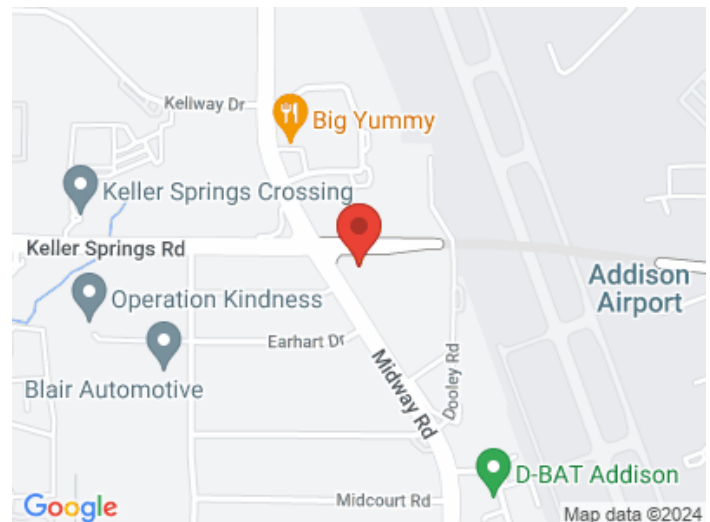 Kellway Dr
Big Yummy
Keller Springs Crossing
Keller Springs Rd
Addison
Airport
Operation Kindness
Earhart Dr
Blair Automotive
Midway Rd
Dooley Rd
D-BAT Addison
Midcourt Rd
Google
Map data ©2024